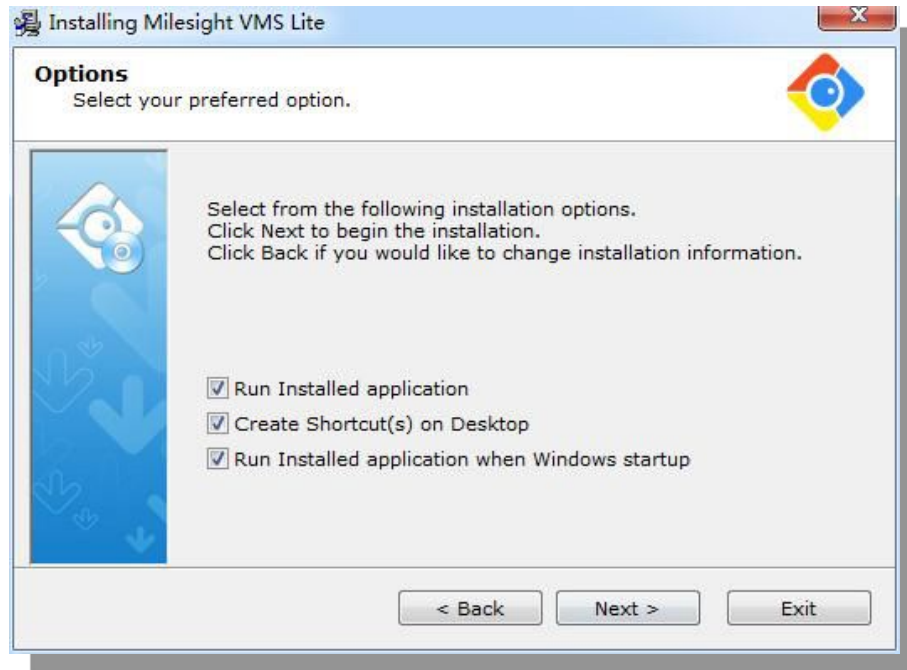 Installing Milesight VMS Lite
Options
Select your preferred option.
Select from the following installation options.
Click Next to begin the installation.
Click Back if you would like to change installation information.
Run Installed application
Create Shortcut(s) on Desktop
Run Installed application when Windows startup
< Back
Next >
Exit